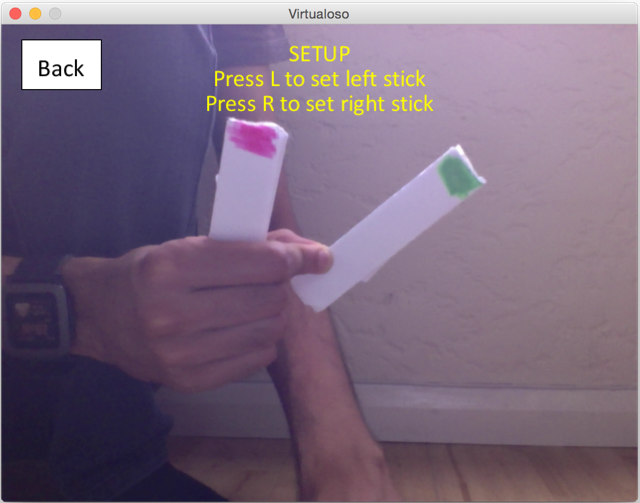 Virtualoso
Back
SETUP
Press L to set left stick
Press R to set right stick